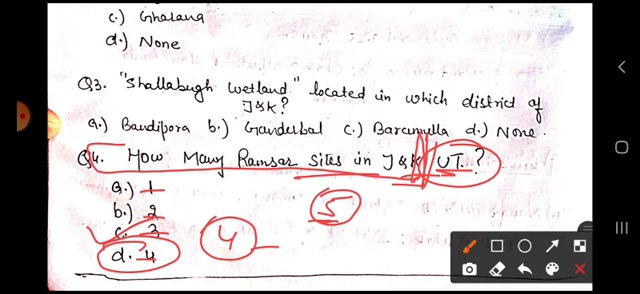 c.) Gharana
d.) None
Q3. "Shallabugh wetland" located in which district of
J&K?
a.) Bandipora b.) Ganderbal c.) Baramulla d.) None.
Q4. How Many Ramsar sites in J&K UT.?
a.) 1
b.) 2
c. 3
d. 4
5
4